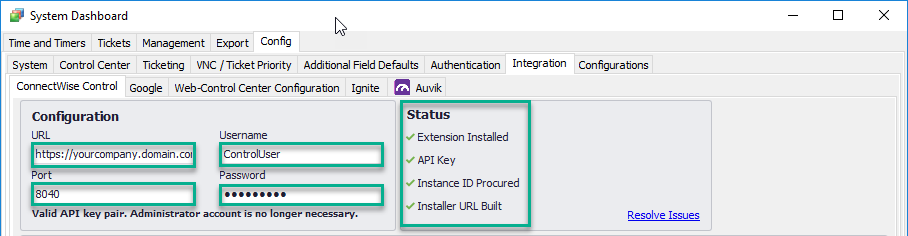 System Dashboard
Time and Timers Tickets Management Export Config
System Control Center Ticketing VNC / Ticket Priority Additional Field Defaults Authentication Integration Configurations
ConnectWise Control Google Web-Control Center Configuration Ignite Auvik
Configuration
URL Username
https://yourcompany.domain.co ControlUser
Port Password
8040 •••••••••
Valid API key pair. Administrator account is no longer necessary.
Status
Extension Installed
API Key
Instance ID Procured
Installer URL Built
Resolve Issues